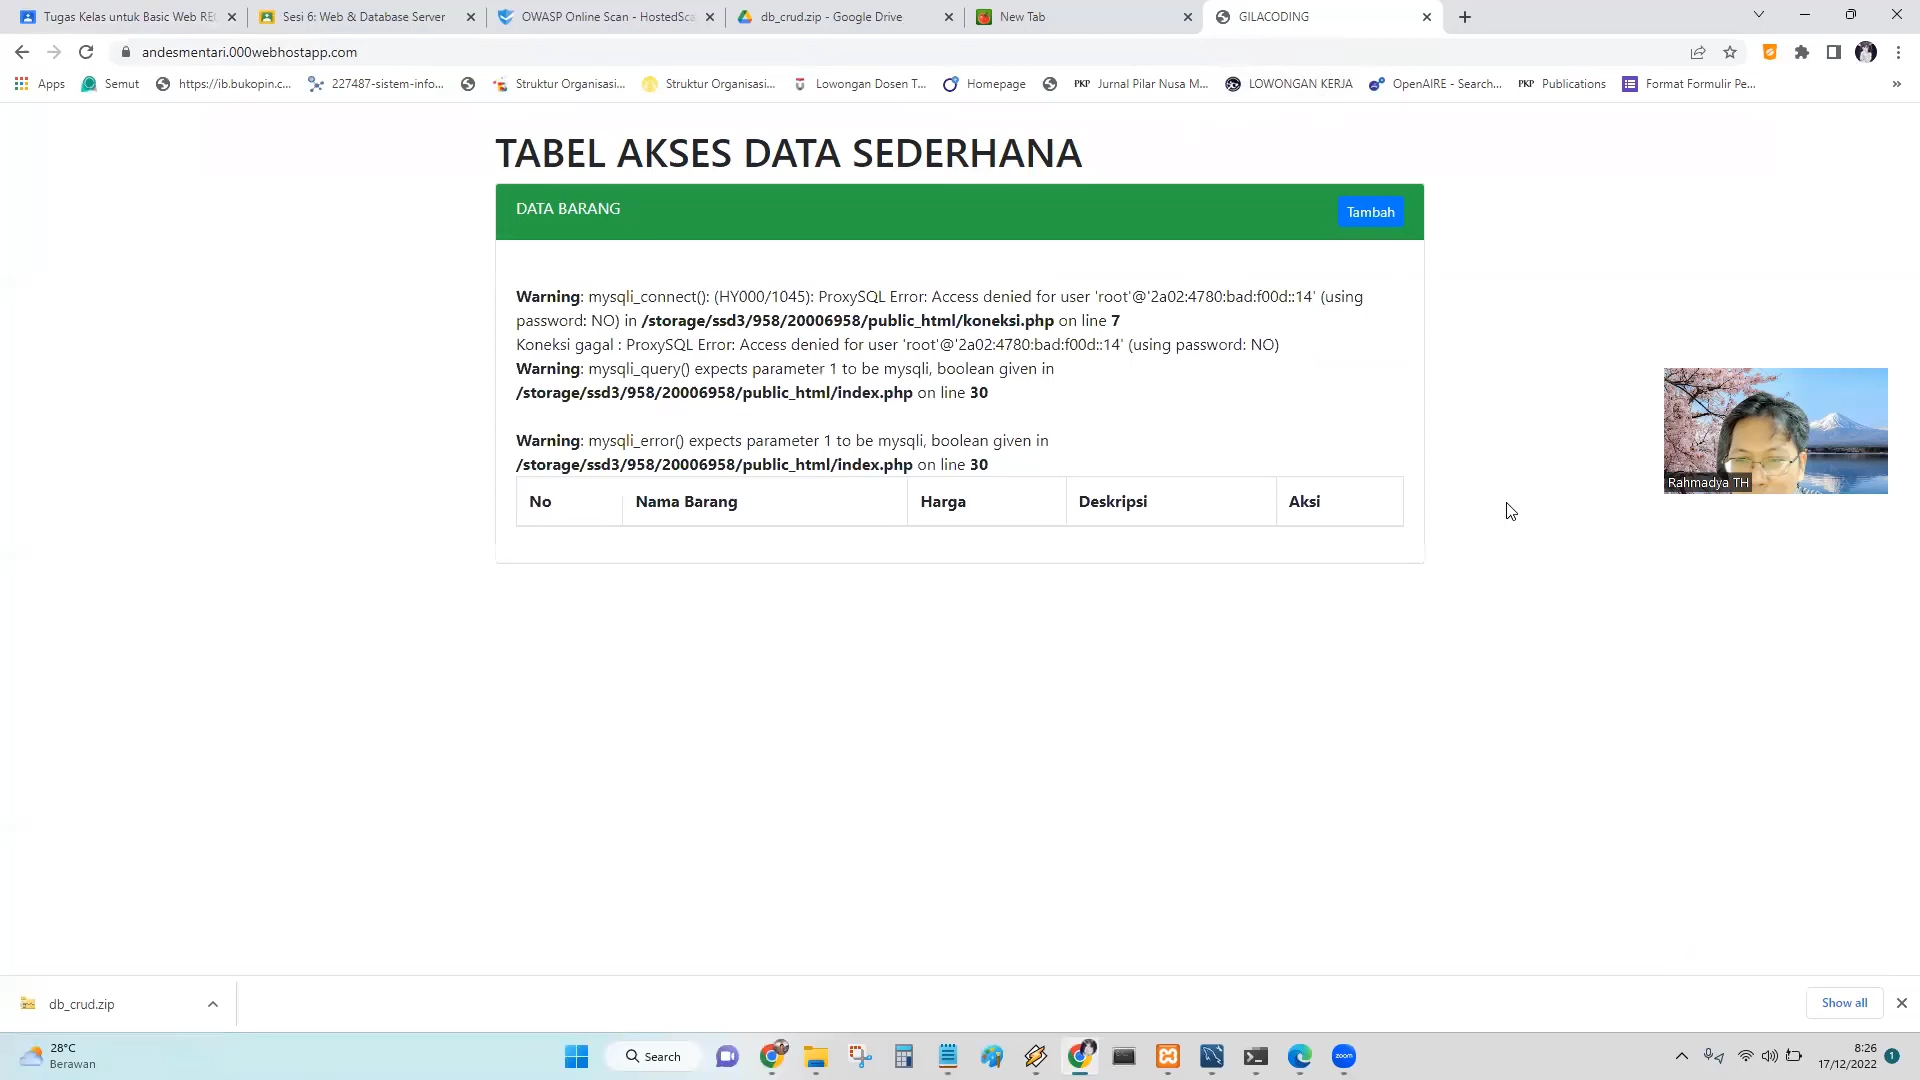 Tugas Kelas untuk Basic Web RE
Sesi 6: Web & Database Server
OWASP Online Scan - HostedSc
db_crud.zip - Google Drive
New Tab
GILACODING
andesmentari.000webhostapp.com
Apps
Semut
https://ib.bukopin.c...
227487-sistem-info...
Struktur Organisasi...
Struktur Organisasi...
Lowongan Dosen T...
Homepage
PKP Jurnal Pilar Nusa M...
LOWONGAN KERJA
OpenAIRE - Search...
PKP Publications
Format Formulir Pe...
»
TABEL AKSES DATA SEDERHANA
DATA BARANG
Tambah
Warning: mysqli_connect(): (HY000/1045): ProxySQL Error: Access denied for user 'root'@'2a02:4780:bad:f00d::14' (using
password: NO) in /storage/ssd3/958/20006958/public_html/koneksi.php on line 7
Koneksi gagal : ProxySQL Error: Access denied for user 'root'@'2a02:4780:bad:f00d::14' (using password: NO)
Warning: mysqli_query() expects parameter 1 to be mysqli, boolean given in
/storage/ssd3/958/20006958/public_html/index.php on line 30
Warning: mysqli_error() expects parameter 1 to be mysqli, boolean given in
/storage/ssd3/958/20006958/public_html/index.php on line 30
No Nama Barang Harga Deskripsi Aksi
Rahmadya TH
db_crud.zip
Show all
28°C
Berawan
Search
zoom
8:26
17/12/2022
1